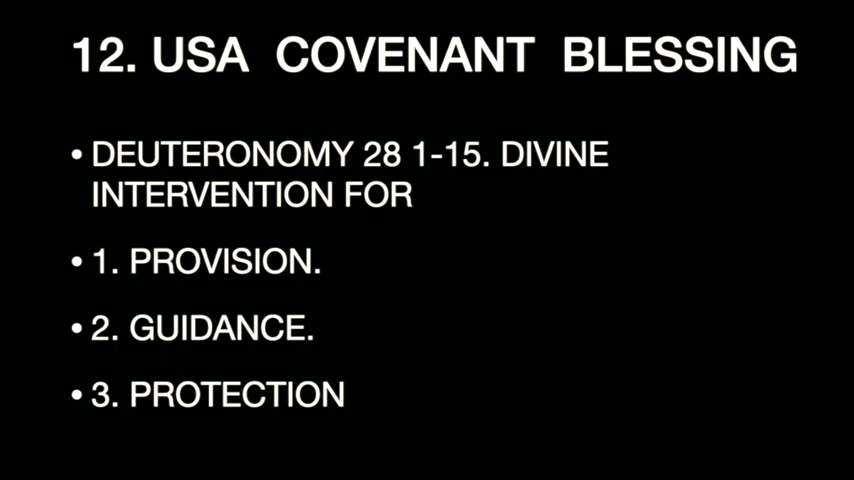 12. USA COVENANT BLESSING
• DEUTERONOMY 28 1-15. DIVINE
INTERVENTION FOR
• 1. PROVISION.
• 2. GUIDANCE.
• 3. PROTECTION